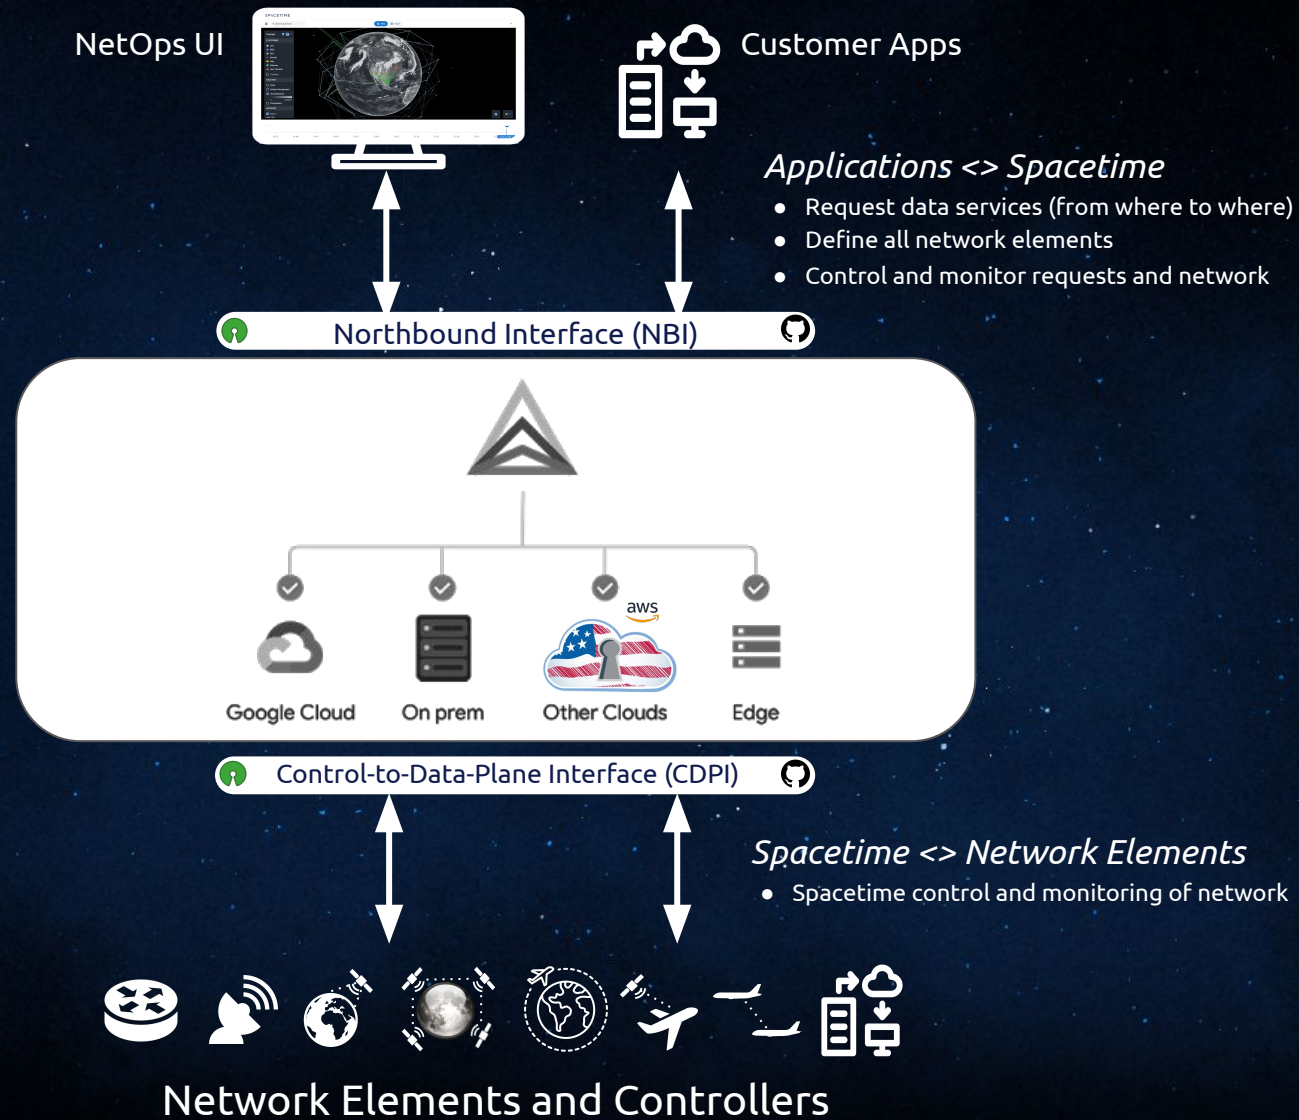 SPACETIME
NetOps UI
Customer Apps
Applications <> Spacetime
● Request data services (from where to where)
● Define all network elements
● Control and monitor requests and network
Northbound Interface (NBI)
aws
Google Cloud
On prem
Other Clouds
Edge
Control-to-Data-Plane Interface (CDPI)
Spacetime <> Network Elements
● Spacetime control and monitoring of network
Network Elements and Controllers